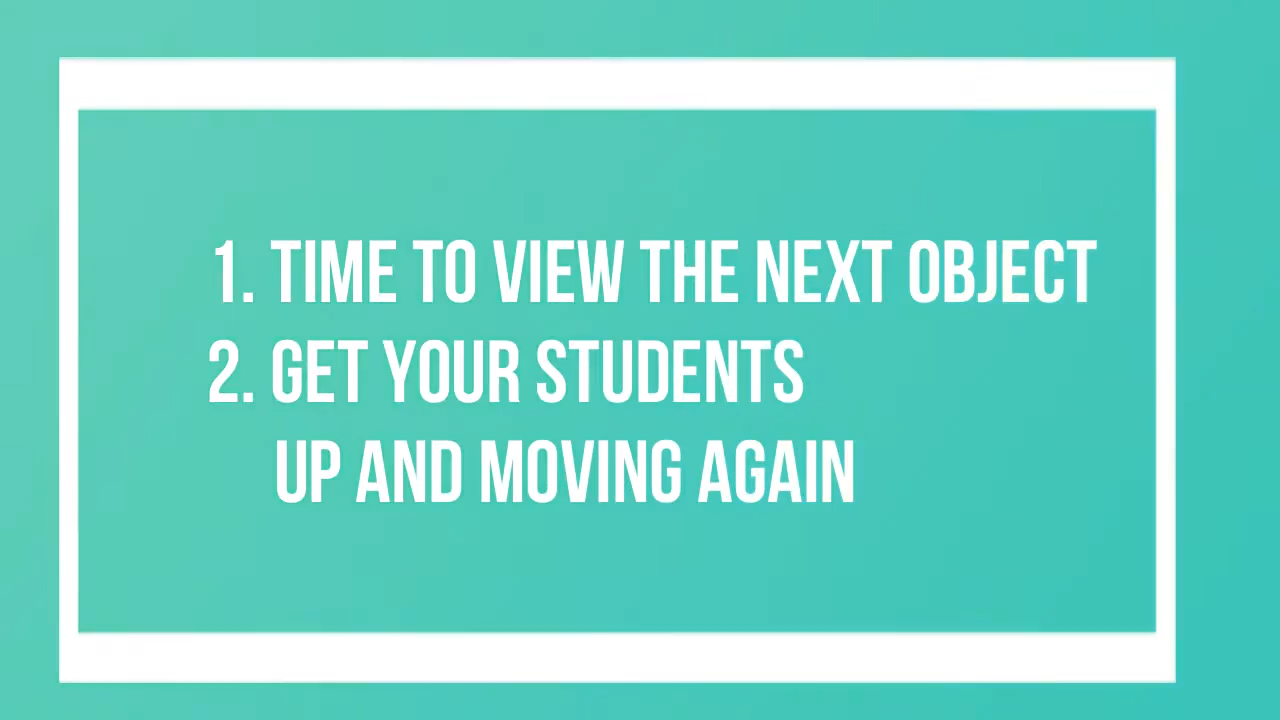 1. TIME TO VIEW THE NEXT OBJECT
2. GET YOUR STUDENTS
UP AND MOVING AGAIN